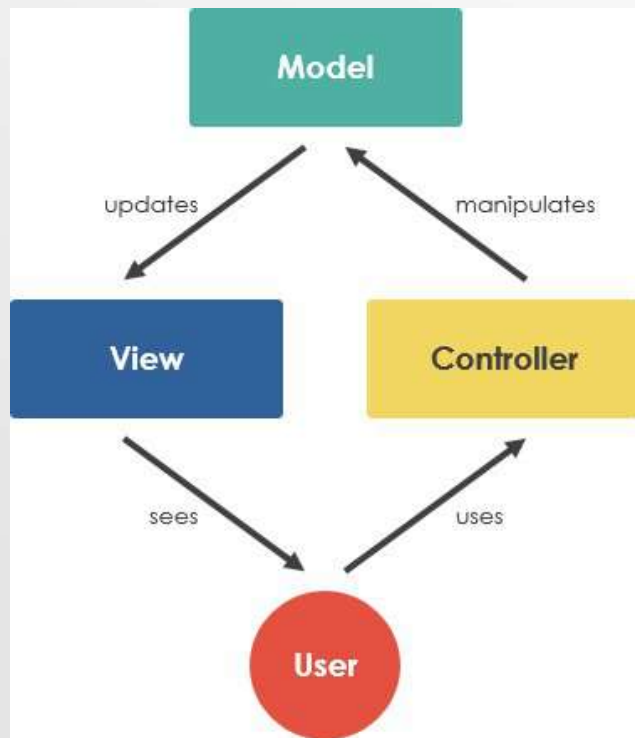 Model
updates
manipulates
View
Controller
sees
uses
User